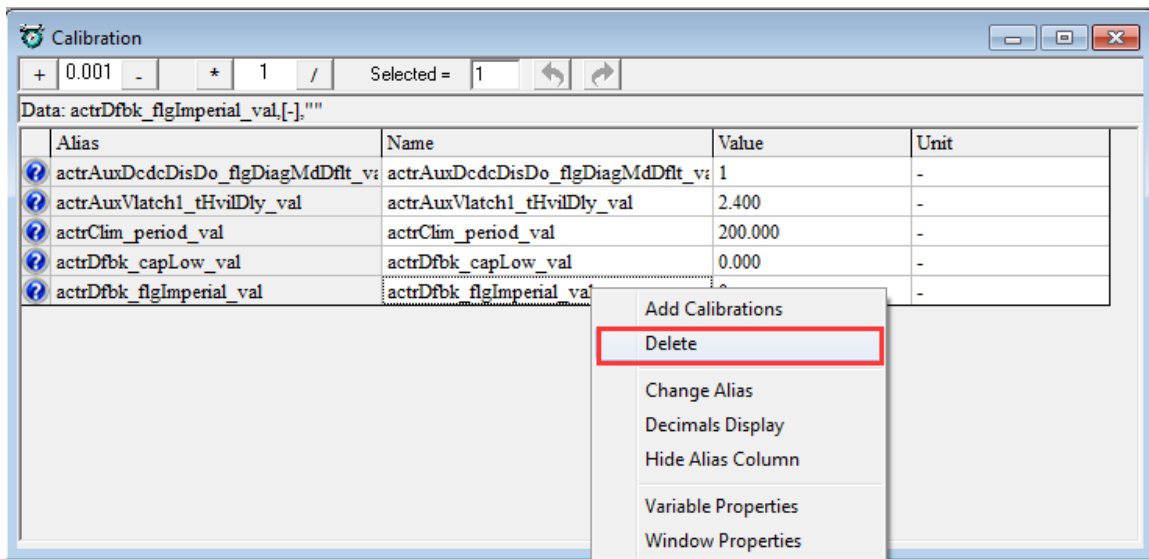 Calibration
+ 0.001 - * 1 / Selected = 1
Data: actrDfbk_flgImperial_val,[-],""
Alias Name Value Unit
actrAuxDcdcDisDo_flgDiagMdDflt_va actrAuxDcdcDisDo_flgDiagMdDflt_va 1 -
actrAuxVlatch1_tHvilDly_val actrAuxVlatch1_tHvilDly_val 2.400 -
actrClim_period_val actrClim_period_val 200.000 -
actrDfbk_capLow_val actrDfbk_capLow_val 0.000 -
actrDfbk_flgImperial_val actrDfbk_flgImperial_val -
Add Calibrations
Delete
Change Alias
Decimals Display
Hide Alias Column
Variable Properties
Window Properties